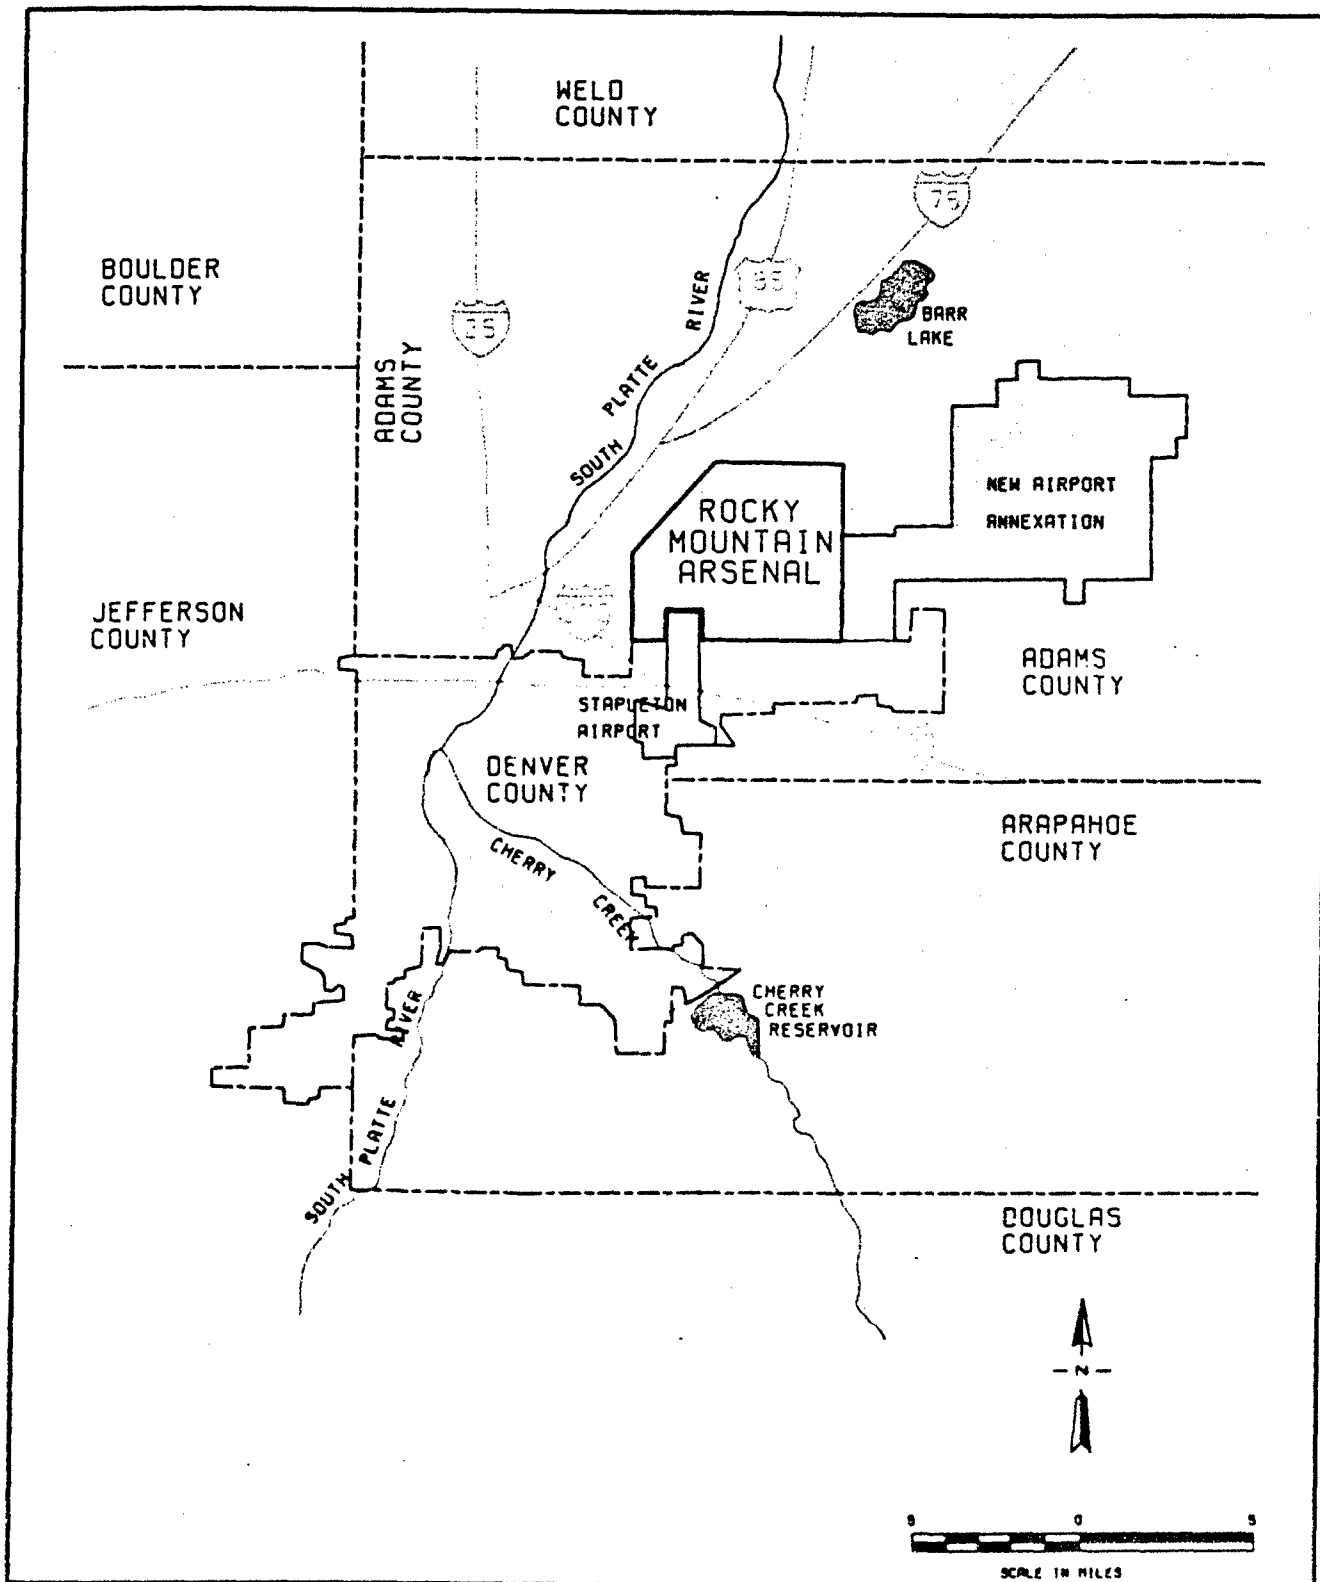 WELD
COUNTY
76
BOULDER
COUNTY
85
25
BARR
LAKE
ADAMS
COUNTY
SOUTH PLATTE RIVER
NEW AIRPORT
ANNEXATION
ROCKY
MOUNTAIN
ARSENAL
JEFFERSON
COUNTY
ADAMS
COUNTY
STAPLETON
AIRPORT
DENVER
COUNTY
ARAPAHOE
COUNTY
CHERRY CREEK
CHERRY
CREEK
RESERVOIR
SOUTH PLATTE RIVER
DOUGLAS
COUNTY
N
5 0 5
SCALE IN MILES